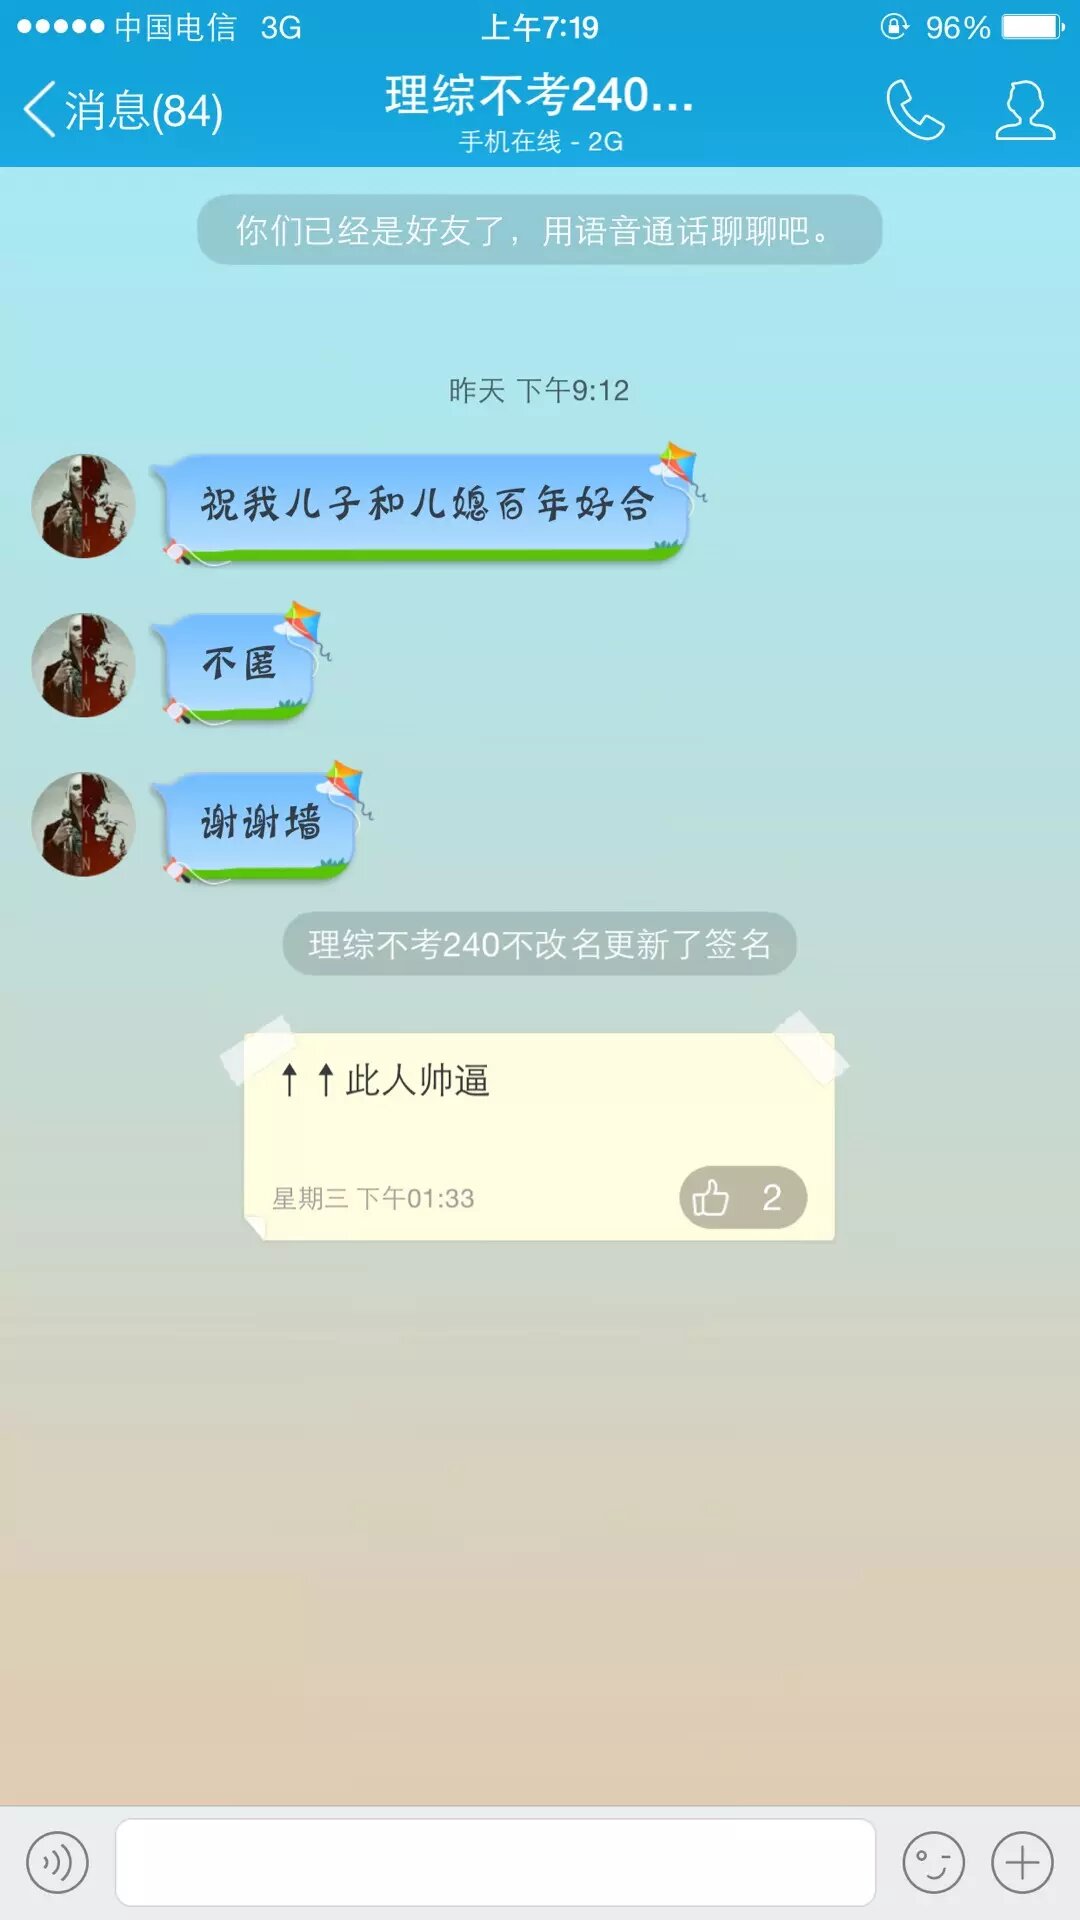 中国电信 3G 上午7:19 96%
消息(84) 理综不考240...
手机在线 - 2G
你们已经是好友了，用语音通话聊聊吧。
昨天 下午9:12
祝我儿子和儿媳百年好合
不匿
谢谢墙
理综不考240不改名更新了签名
↑ ↑此人帅逼
星期三 下午01:33 2